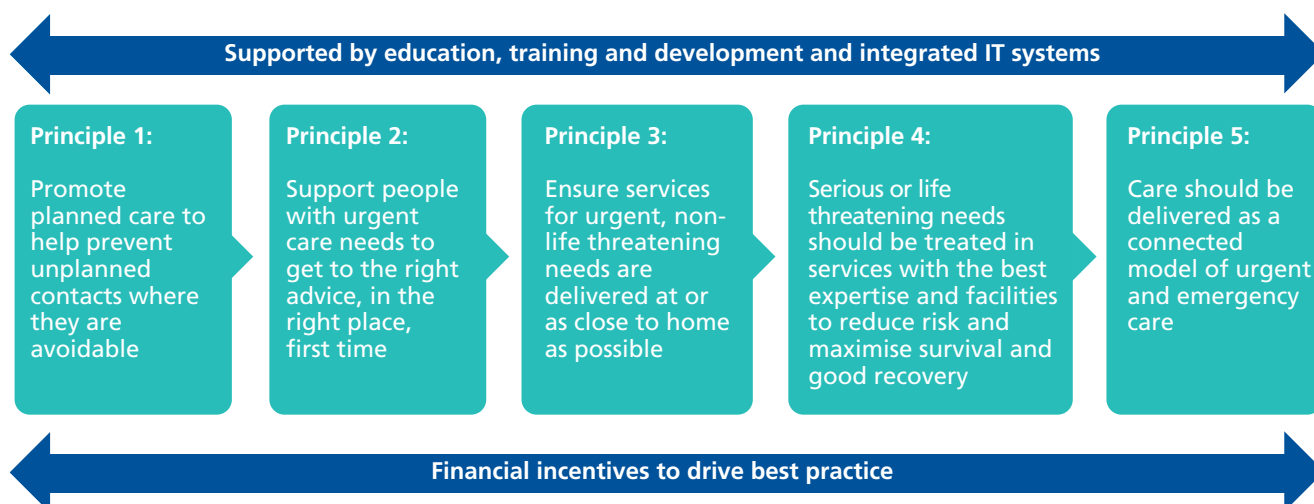 Supported by education, training and development and integrated IT systems
Principle 1:
Promote
planned care to
help prevent
unplanned
contacts where
they are
avoidable
Principle 2:
Support people
with urgent
care needs to
get to the right
advice, in the
right place,
first time
Principle 3:
Ensure services
for urgent, non-
life threatening
needs are
delivered at or
as close to home
as possible
Principle 4:
Serious or life
threatening needs
should be treated in
services with the best
expertise and facilities
to reduce risk and
maximise survival and
good recovery
Principle 5:
Care should be
delivered as a
connected
model of urgent
and emergency
care
Financial incentives to drive best practice